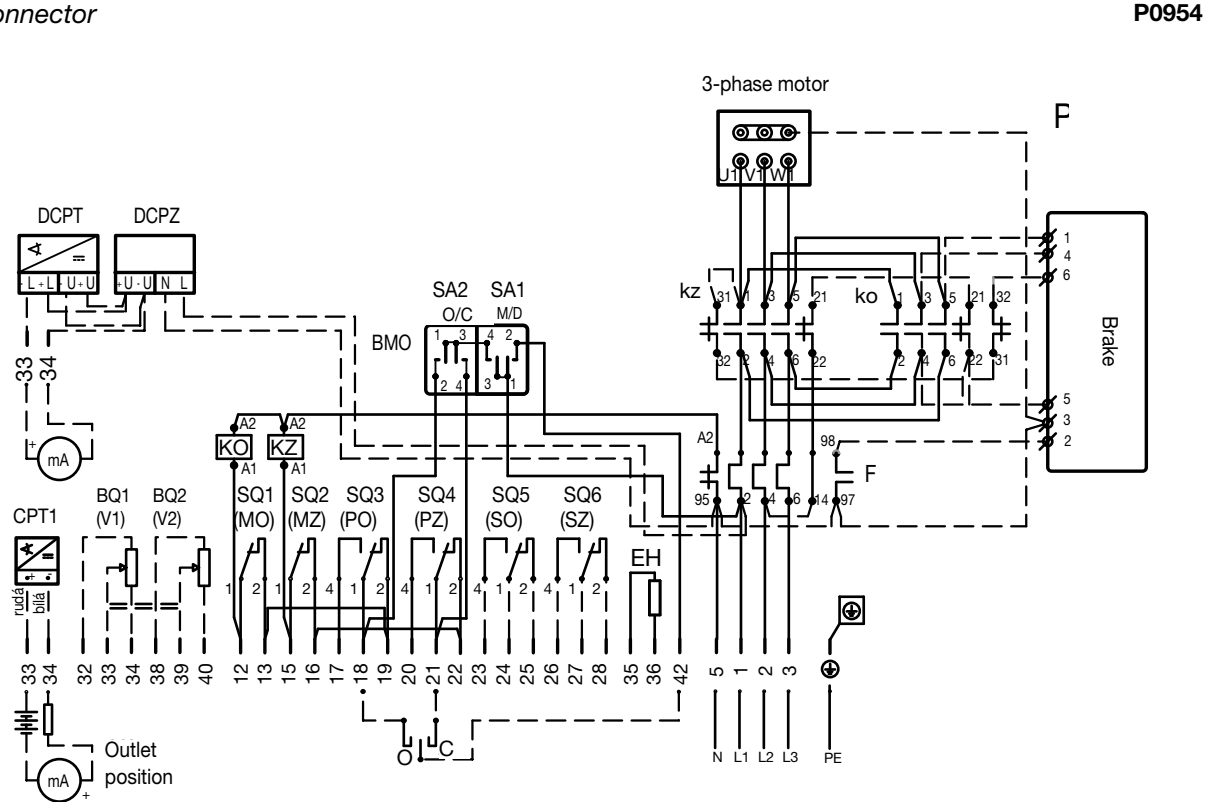 onnector
P0954
3-phase motor
P
U1 V1 W1
DCPT DCPZ
- L + L - U + U
+ U - U N L
SA2 SA1
O/C M/D
BMO
1 3 4 2
2 4 3 1
kz
31 1 3 5 21
32 2 4 6 22
ko
1 3 5 21 32
2 4 6 22 31
1
4
6
Brake
5
3
2
33 34
+
mA
A2 A2
KO KZ
A1 A1
A2
98
F
95 2 4 6 14 97
CPT1
+ -
rudá
bílá
BQ1 BQ2
(V1) (V2)
SQ1 SQ2 SQ3 SQ4 SQ5 SQ6
(MO) (MZ) (PO) (PZ) (SO) (SZ)
1 2 1 2 4 1 2 4 1 2 4 1 2 4 1 2
EH
33 34 32 33 34 38 39 40 12 13 15 16 17 18 19 20 21 22 23 24 25 26 27 28 35 36 42 5 1 2 3
O C
N L1 L2 L3 PE
Outlet
position
mA
+